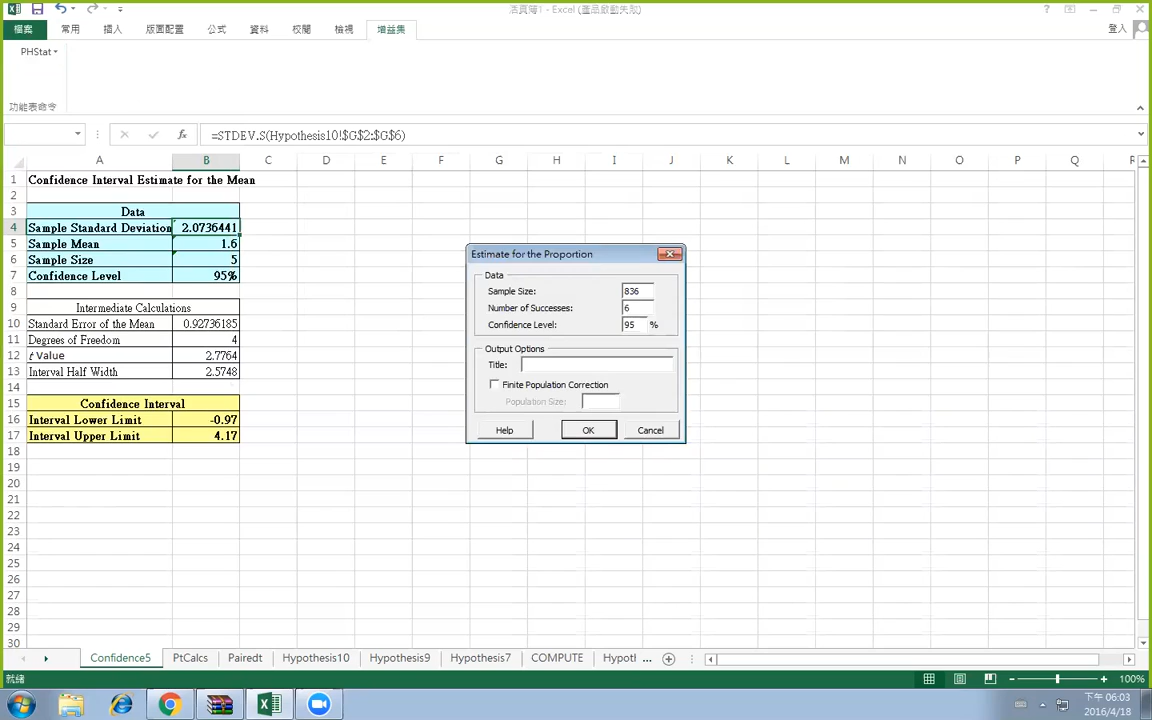 活頁簿1 - Excel (產品啟動失敗)
檔案 常用 插入 版面配置 公式 資料 校閱 檢視 增益集 登入
PHStat
功能表命令
fx =STDEV.S(Hypothesis10!$G$2:$G$6)
A B C D E F G H I J K L M N O P Q R
1 Confidence Interval Estimate for the Mean
2
3 Data
4 Sample Standard Deviation 2.0736441
5 Sample Mean 1.6
6 Sample Size 5
7 Confidence Level 95%
8
9 Intermediate Calculations
10 Standard Error of the Mean 0.92736185
11 Degrees of Freedom 4
12 t Value 2.7764
13 Interval Half Width 2.5748
14
15 Confidence Interval
16 Interval Lower Limit -0.97
17 Interval Upper Limit 4.17
18
19
20
21
22
23
24
25
26
27
28
29
30
Estimate for the Proportion
Data
Sample Size: 836
Number of Successes: 6
Confidence Level: 95 %
Output Options
Title:
Finite Population Correction
Population Size:
Help OK Cancel
Confidence5 PtCalcs Pairedt Hypothesis10 Hypothesis9 Hypothesis7 COMPUTE Hypotl ...
就緒 100%
下午 06:03
2016/4/18